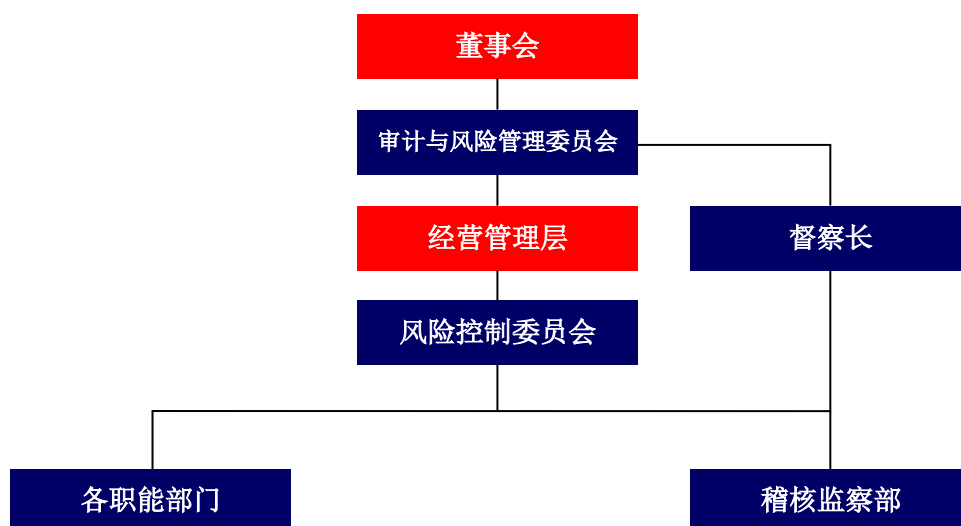 董事会
审计与风险管理委员会
经营管理层
督察长
风险控制委员会
各职能部门
稽核监察部